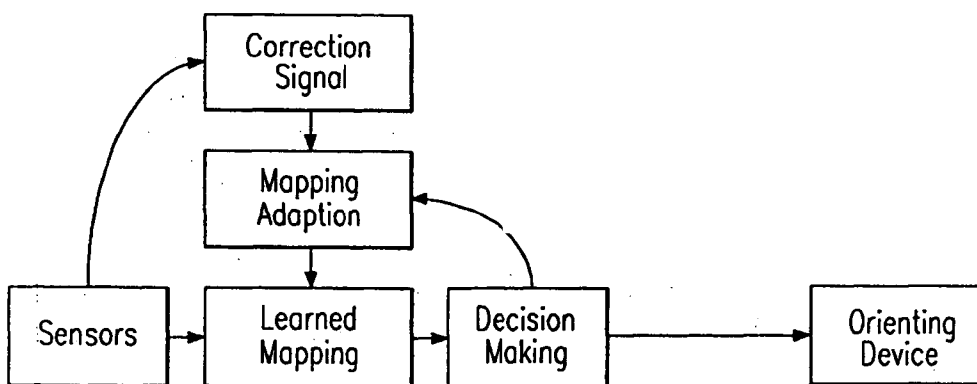 Correction
Signal
Mapping
Adaption
Sensors
Learned
Mapping
Decision
Making
Orienting
Device